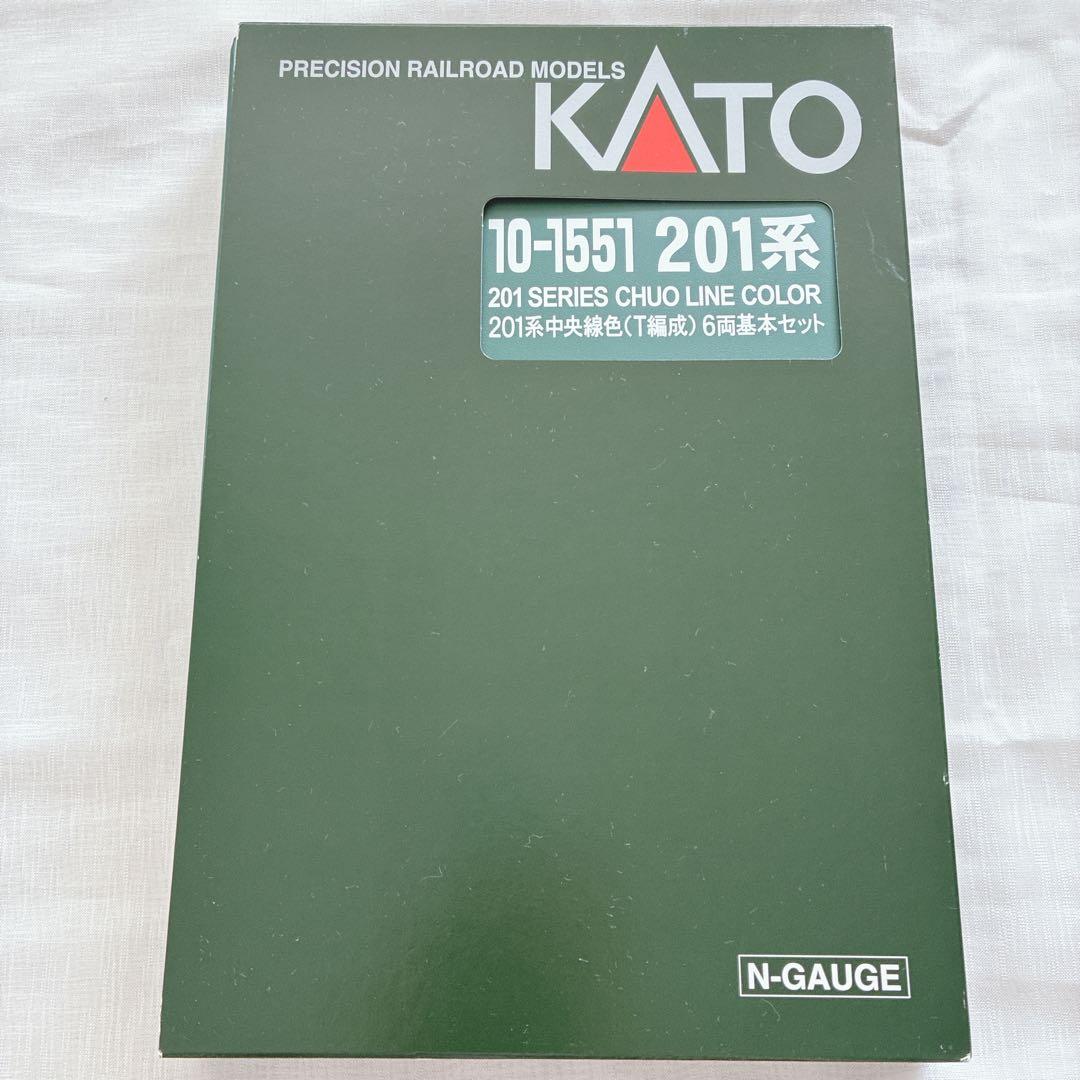 PRECISION RAILROAD MODELS
KATO
10-1551 201系
201 SERIES CHUO LINE COLOR
201系中央線色(T編成) 6両基本セット
N-GAUGE